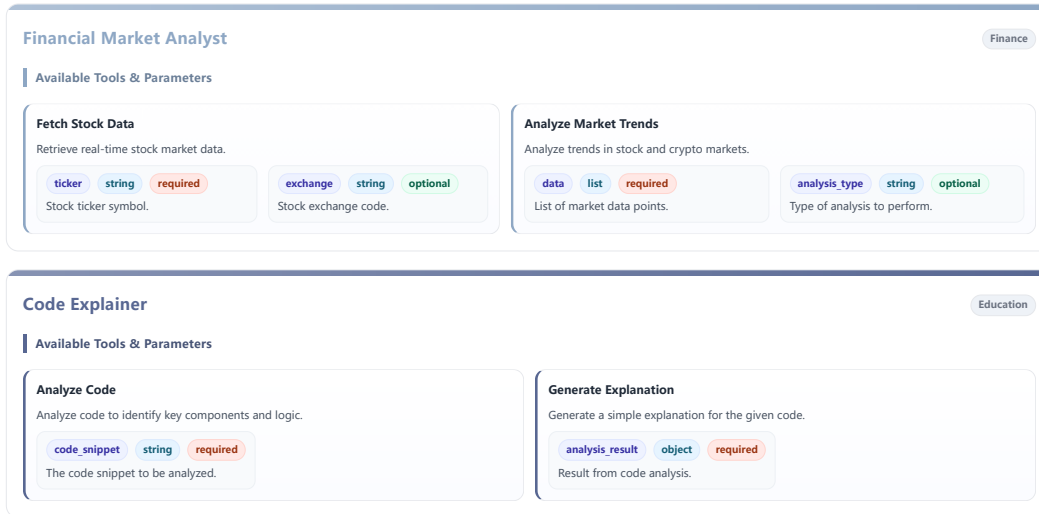 Financial Market Analyst
Finance
Available Tools & Parameters
Fetch Stock Data
Retrieve real-time stock market data.
ticker string required
Stock ticker symbol.
exchange string optional
Stock exchange code.
Analyze Market Trends
Analyze trends in stock and crypto markets.
data list required
List of market data points.
analysis_type string optional
Type of analysis to perform.
Code Explainer
Education
Available Tools & Parameters
Analyze Code
Analyze code to identify key components and logic.
code_snippet string required
The code snippet to be analyzed.
Generate Explanation
Generate a simple explanation for the given code.
analysis_result object required
Result from code analysis.